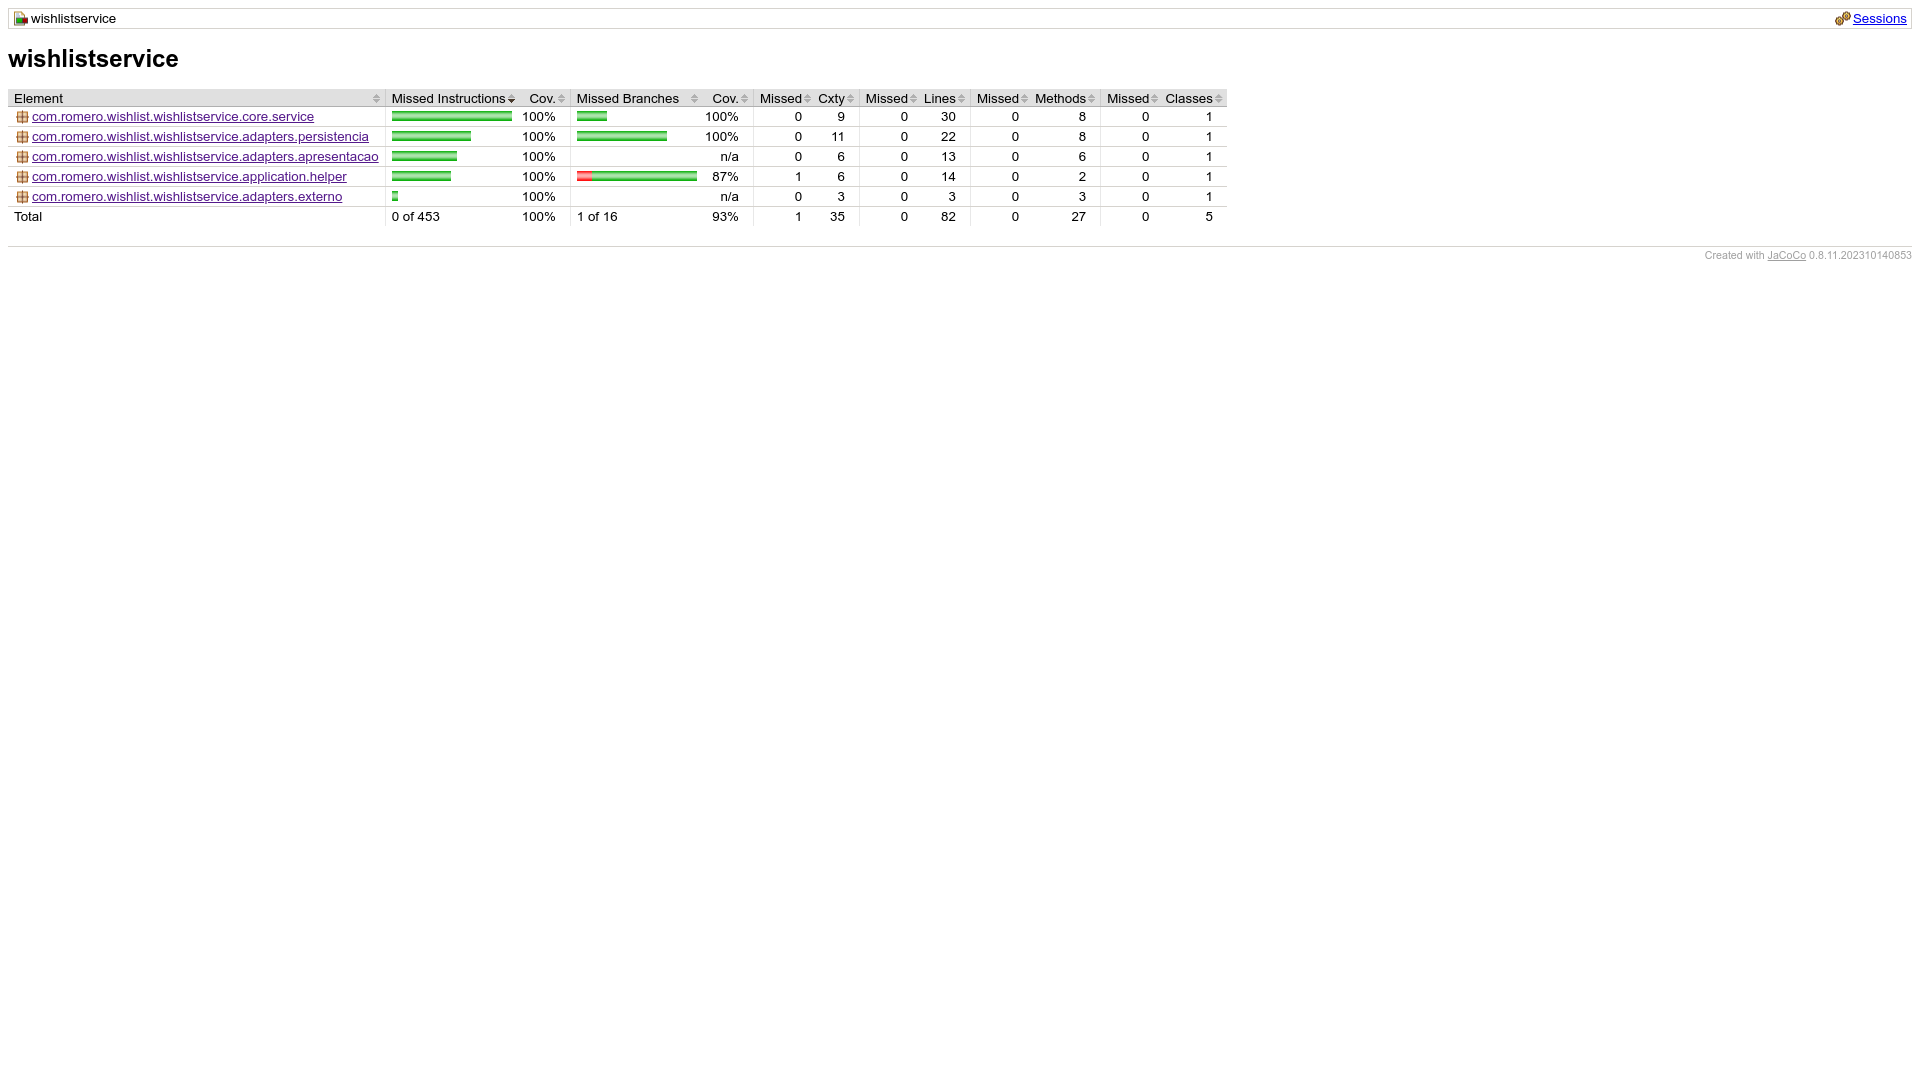 wishlistservice Sessions
wishlistservice
Element Missed Instructions Cov. Missed Branches Cov. Missed Cxty Missed Lines Missed Methods Missed Classes
com.romero.wishlist.wishlistservice.core.service 100% 100% 0 9 0 30 0 8 0 1
com.romero.wishlist.wishlistservice.adapters.persistencia 100% 100% 0 11 0 22 0 8 0 1
com.romero.wishlist.wishlistservice.adapters.apresentacao 100% n/a 0 6 0 13 0 6 0 1
com.romero.wishlist.wishlistservice.application.helper 100% 87% 1 6 0 14 0 2 0 1
com.romero.wishlist.wishlistservice.adapters.externo 100% n/a 0 3 0 3 0 3 0 1
Total 0 of 453 100% 1 of 16 93% 1 35 0 82 0 27 0 5
Created with JaCoCo 0.8.11.202310140853